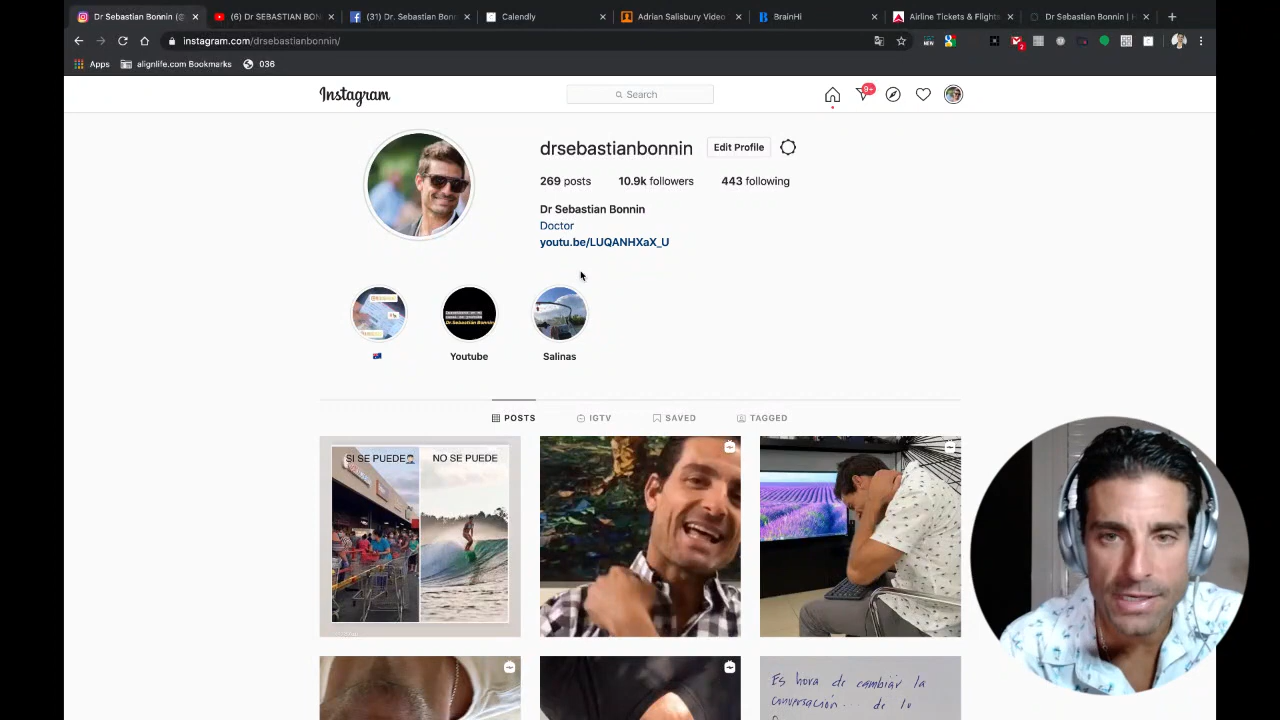 Dr Sebastian Bonnin (@
(6) Dr SEBASTIAN BON
(31) Dr. Sebastian Bonni
Calendly
Adrian Salisbury Video
BrainHi
Airline Tickets & Flights
Dr Sebastian Bonnin | H
instagram.com/drsebastianbonnin/
Apps
alignlife.com Bookmarks
036
Instagram
Search
9+
drsebastianbonnin
Edit Profile
269 posts
10.9k followers
443 following
Dr Sebastian Bonnin
Doctor
youtu.be/LUQANHXaX_U
Youtube
Salinas
POSTS
IGTV
SAVED
TAGGED
SI SE PUEDE
NO SE PUEDE
Es hora de cambiar la
conversación... de lo